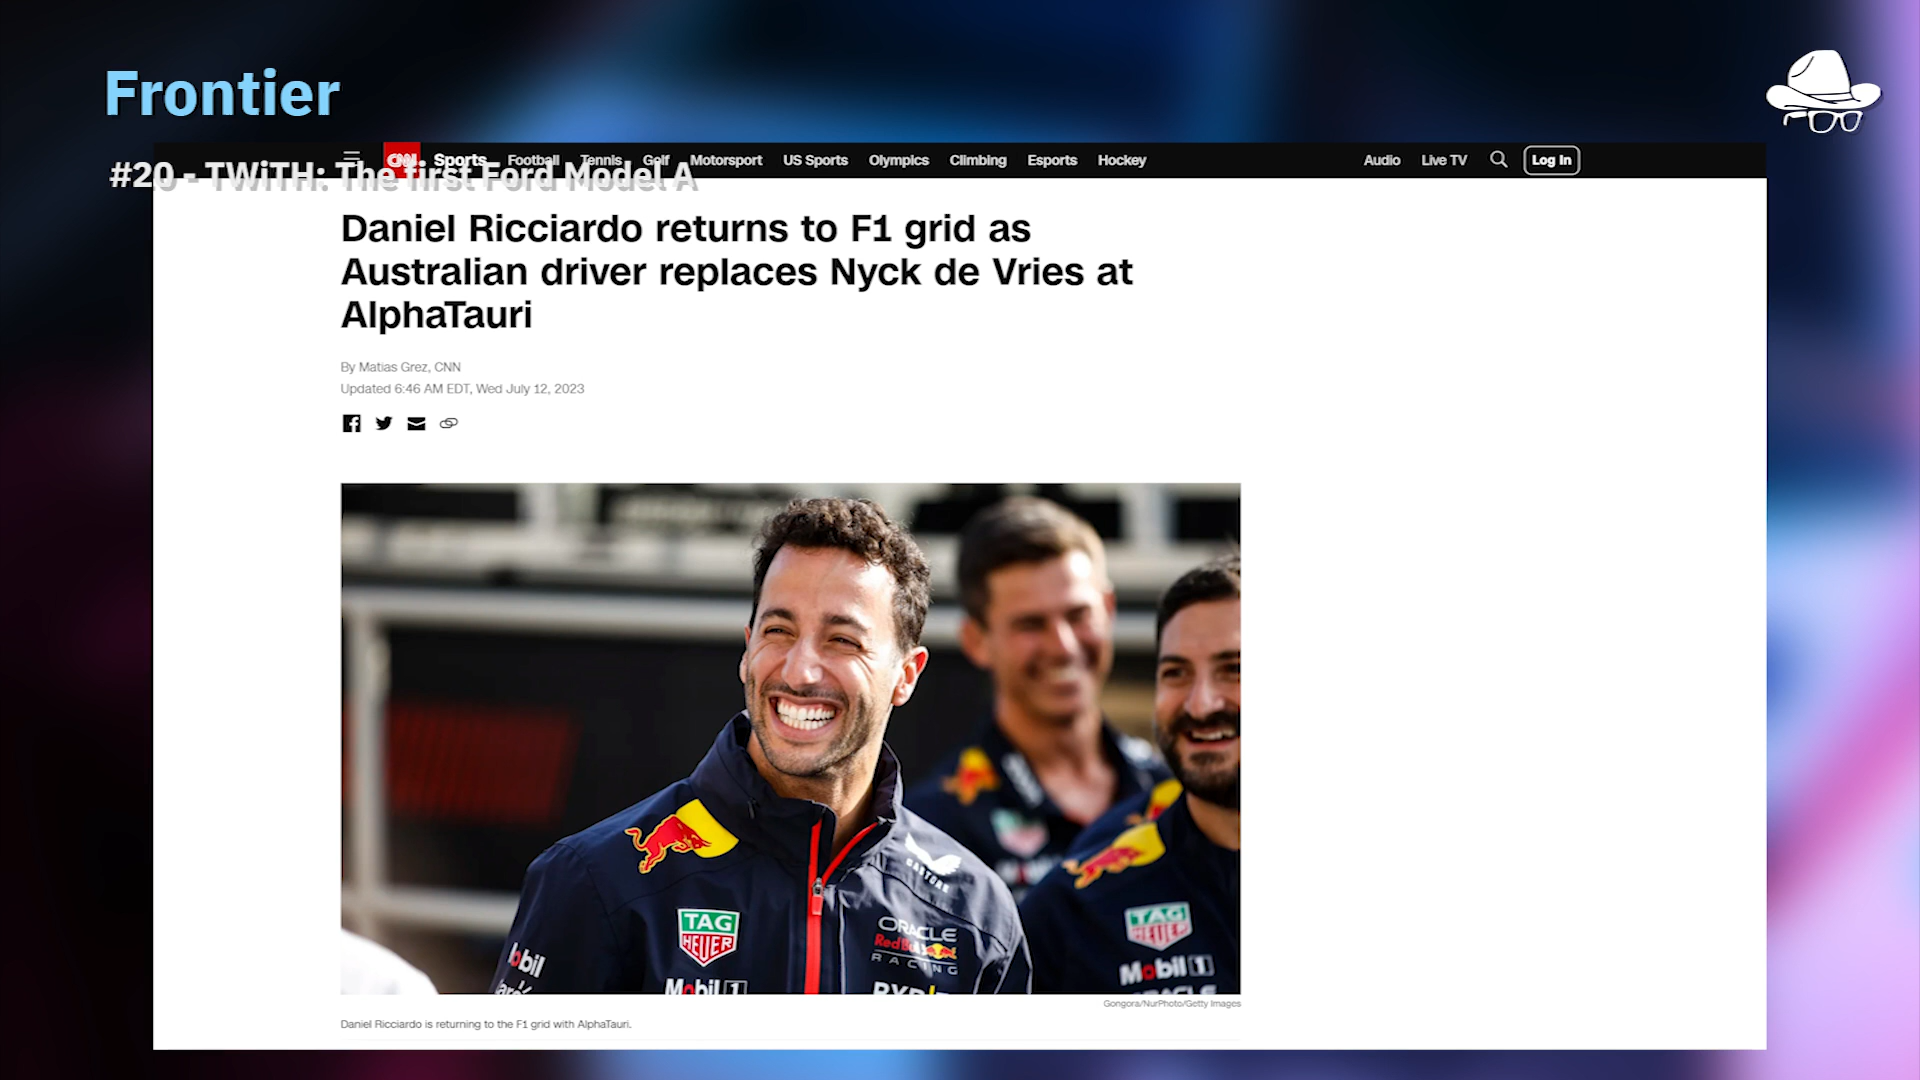 Frontier
#20 - TWiTH: The first Ford Model A
CNN Sports Football Tennis Golf Motorsport US Sports Olympics Climbing Esports Hockey Audio Live TV Log In
Daniel Ricciardo returns to F1 grid as
Australian driver replaces Nyck de Vries at
AlphaTauri
By Matias Grez, CNN
Updated 6:46 AM EDT, Wed July 12, 2023
CASTORE
TAG
HEUER
ORACLE
Red Bull
RACING
Mobil 1
TAG
HEUER
Mobil 1
ORACLE
Gongora/NurPhoto/Getty Images
Daniel Ricciardo is returning to the F1 grid with AlphaTauri.